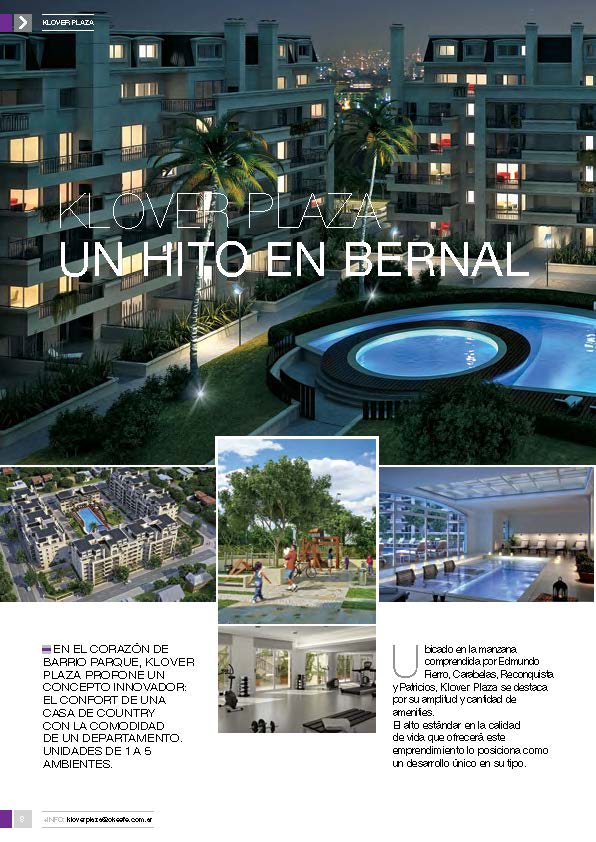 KLOVER PLAZA
KLOVER PLAZA
UN HITO EN BERNAL
EN EL CORAZÓN DE
BARRIO PARQUE, KLOVER
PLAZA PROFONE UN
CONCEPTO INNOVADOR:
EL CONFORT DE UNA
CASA DE COUNTRY
CON LA COMODIDAD
DE UN DEPARTAMENTO.
UNIDADES DE 1 A 5
AMBIENTES.
Ubicado en la manzana
comprendida por Edmundo
Fierro, Carabelas, Reconquista
y Patricios, Klover Plaza se destaca
por su amplitud y cantidad de
amenities.
El alto estándar en la calidad
de vida que ofrecerá este
emprendimiento lo posiciona como
un desarrollo único en su tipo.
8 +INFO: kloverplaza@okeefe.com.ar